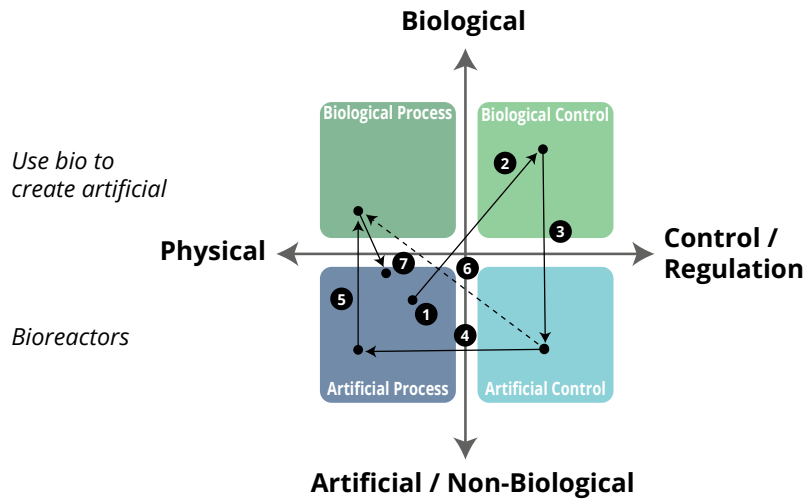 Biological
Biological Process
Biological Control
Use bio to
create artificial
2
3
Physical
Control /
Regulation
7
6
5
1
4
Bioreactors
Artificial Process
Artificial Control
Artificial / Non-Biological